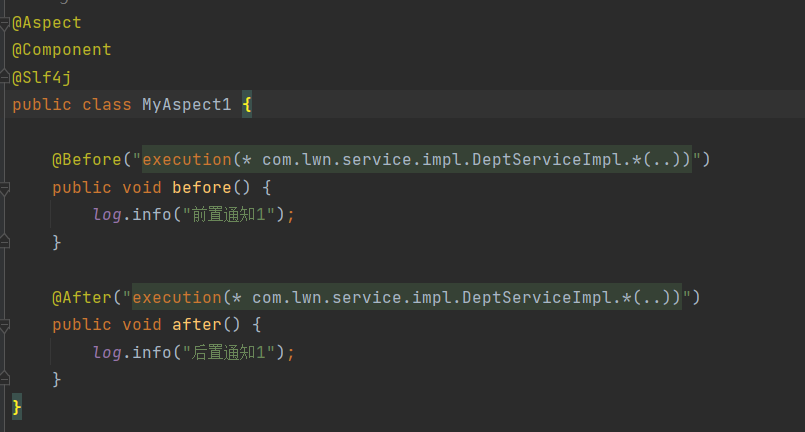 @Aspect
@Component
@Slf4j
public class MyAspect1 {
@Before("execution(* com.lwn.service.impl.DeptServiceImpl.*(..))")
public void before() {
log.info("前置通知1");
}
@After("execution(* com.lwn.service.impl.DeptServiceImpl.*(..))")
public void after() {
log.info("后置通知1");
}
}